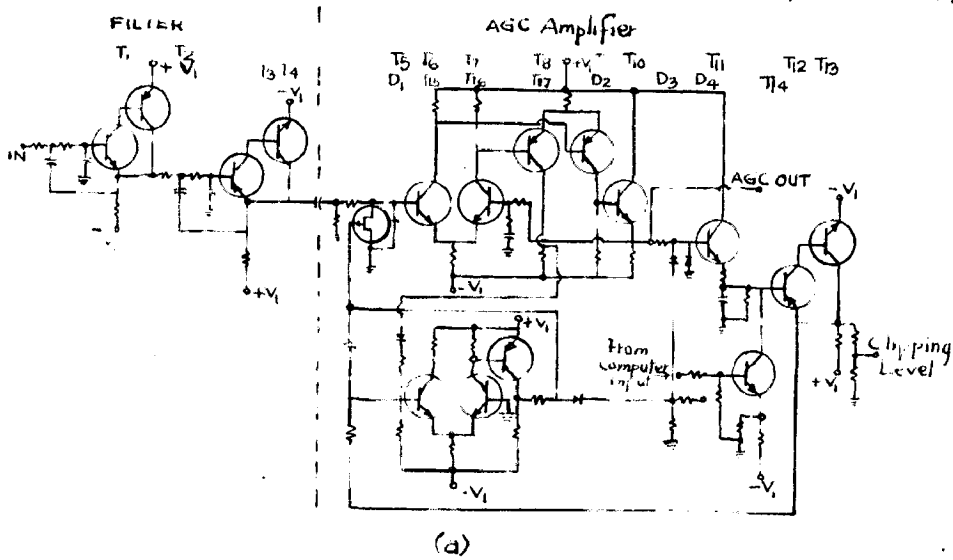 FILTER
AGC Amplifier
T1 T2
T3 T4
T5 T6 T7 T8 +V1 T10 T11 T12 T13
D1 T15 T16 T17 D2 D3 D4 T14
+V1
-V1
-V1
IN
AGC OUT
-V1
-V1
+V1
+V1
From
Computer
input
Clipping
Level
+V1
-V1
-V1
(a)